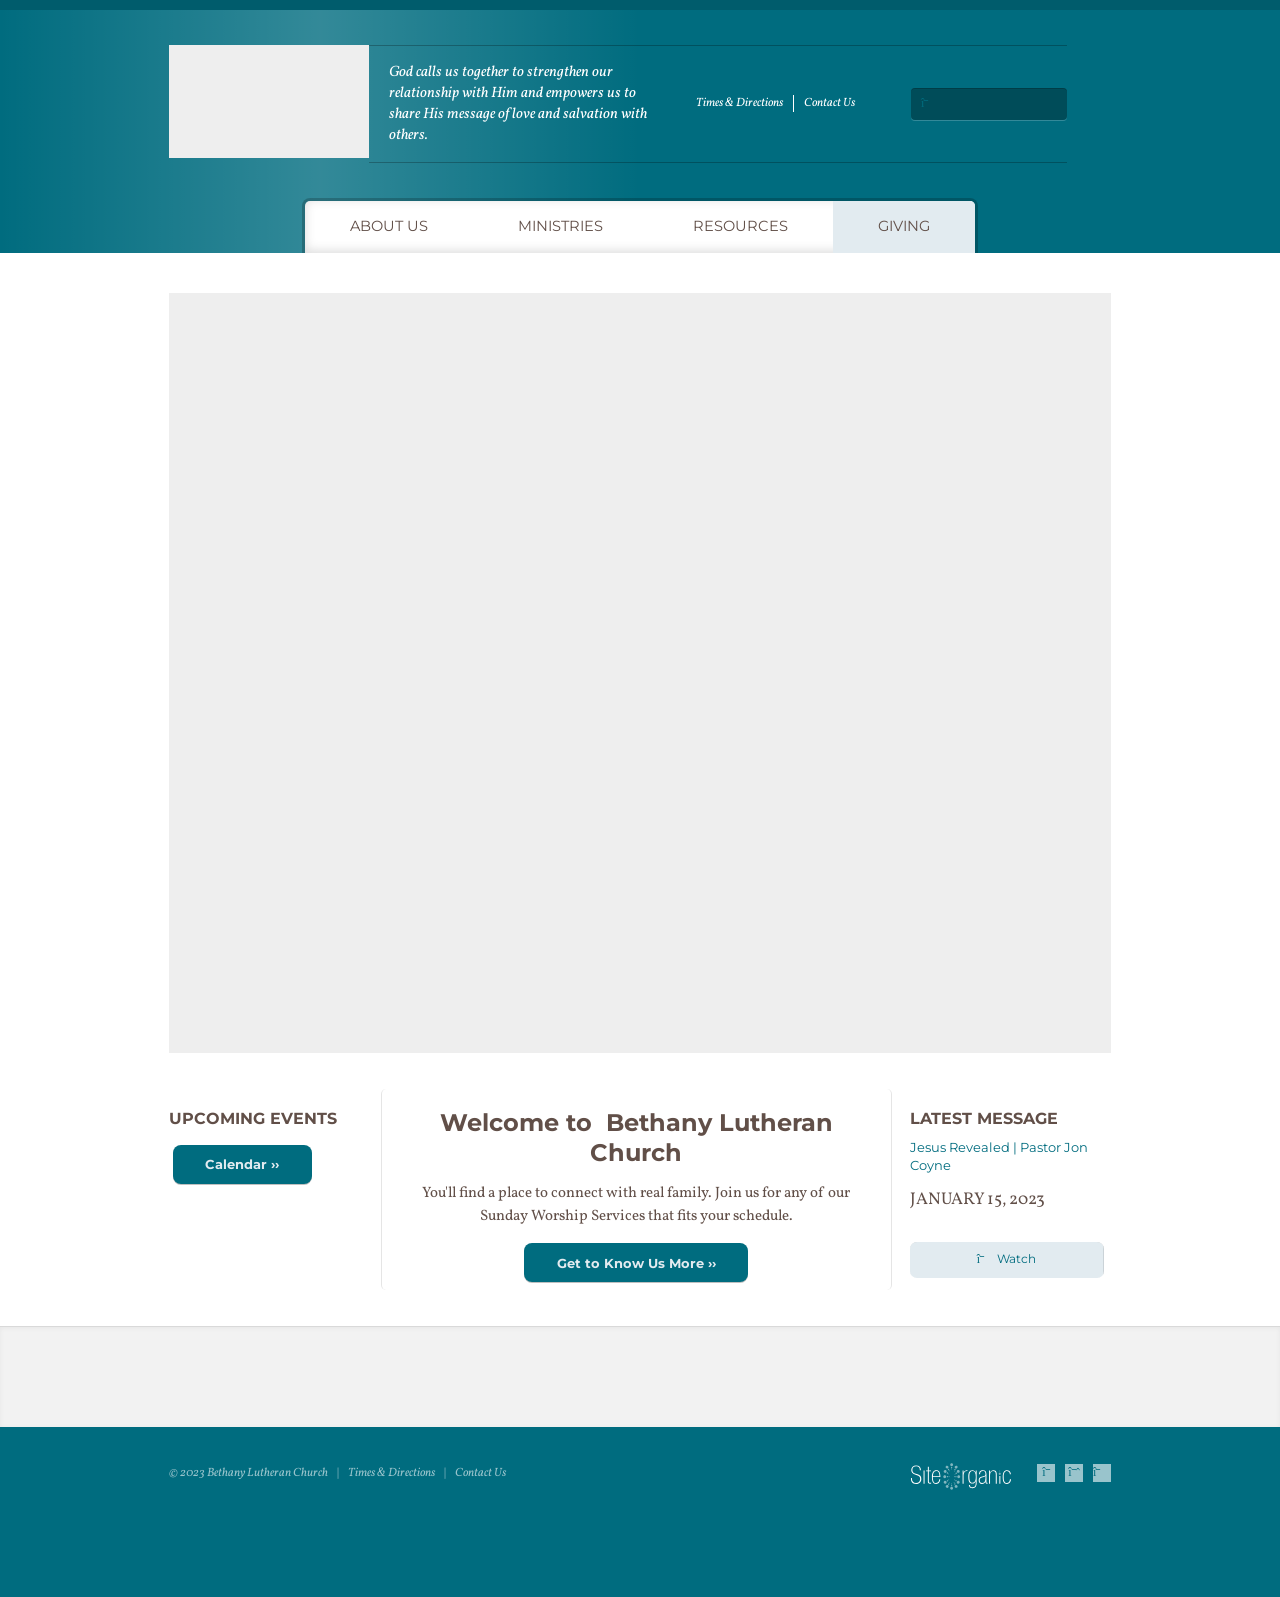 God calls us together to strengthen our
relationship with Him and empowers us to
share His message of love and salvation with
others.
Times & Directions
Contact Us
ABOUT US
MINISTRIES
RESOURCES
GIVING
UPCOMING EVENTS
Calendar ››
Welcome to  Bethany Lutheran
Church
You'll find a place to connect with real family. Join us for any of  our
Sunday Worship Services that fits your schedule.
Get to Know Us More ››
LATEST MESSAGE
Jesus Revealed | Pastor Jon
Coyne
JANUARY 15, 2023
Watch
© 2023 Bethany Lutheran Church | Times & Directions | Contact Us
SiteOrganic